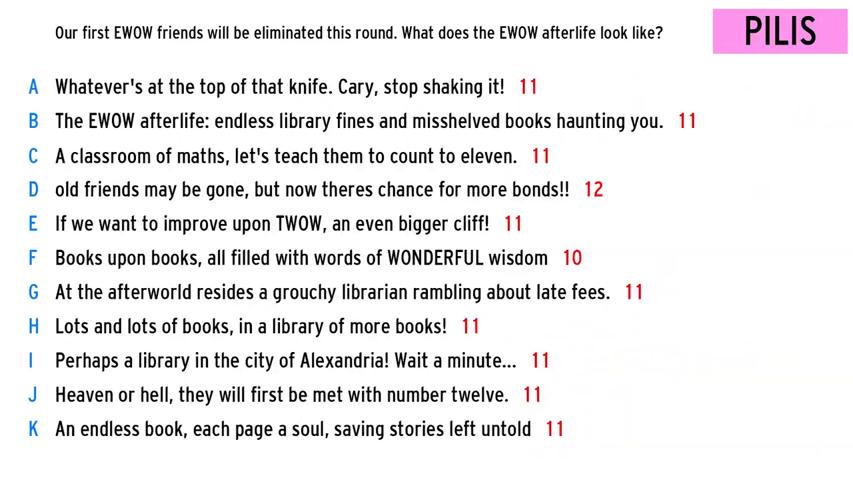 Our first EWOW friends will be eliminated this round. What does the EWOW afterlife look like?
PILIS
A Whatever's at the top of that knife. Cary, stop shaking it! 11
B The EWOW afterlife: endless library fines and misshelved books haunting you. 11
C A classroom of maths, let's teach them to count to eleven. 11
D old friends may be gone, but now theres chance for more bonds!! 12
E If we want to improve upon TWOW, an even bigger cliff! 11
F Books upon books, all filled with words of WONDERFUL wisdom 10
G At the afterworld resides a grouchy librarian rambling about late fees. 11
H Lots and lots of books, in a library of more books! 11
I Perhaps a library in the city of Alexandria! Wait a minute... 11
J Heaven or hell, they will first be met with number twelve. 11
K An endless book, each page a soul, saving stories left untold 11